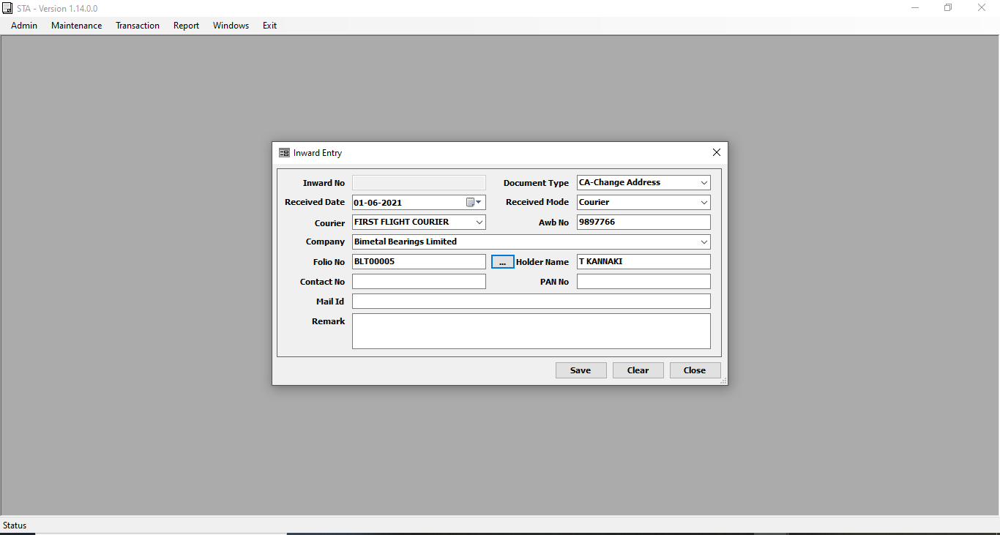 STA - Version 1.14.0.0
Admin Maintenance Transaction Report Windows Exit
Inward Entry
Inward No Document Type CA-Change Address
Received Date 01-06-2021 Received Mode Courier
Courier FIRST FLIGHT COURIER Awb No 9897766
Company Bimetal Bearings Limited
Folio No BLT00005 ... Holder Name T KANNAKI
Contact No PAN No
Mail Id
Remark
Save Clear Close
Status